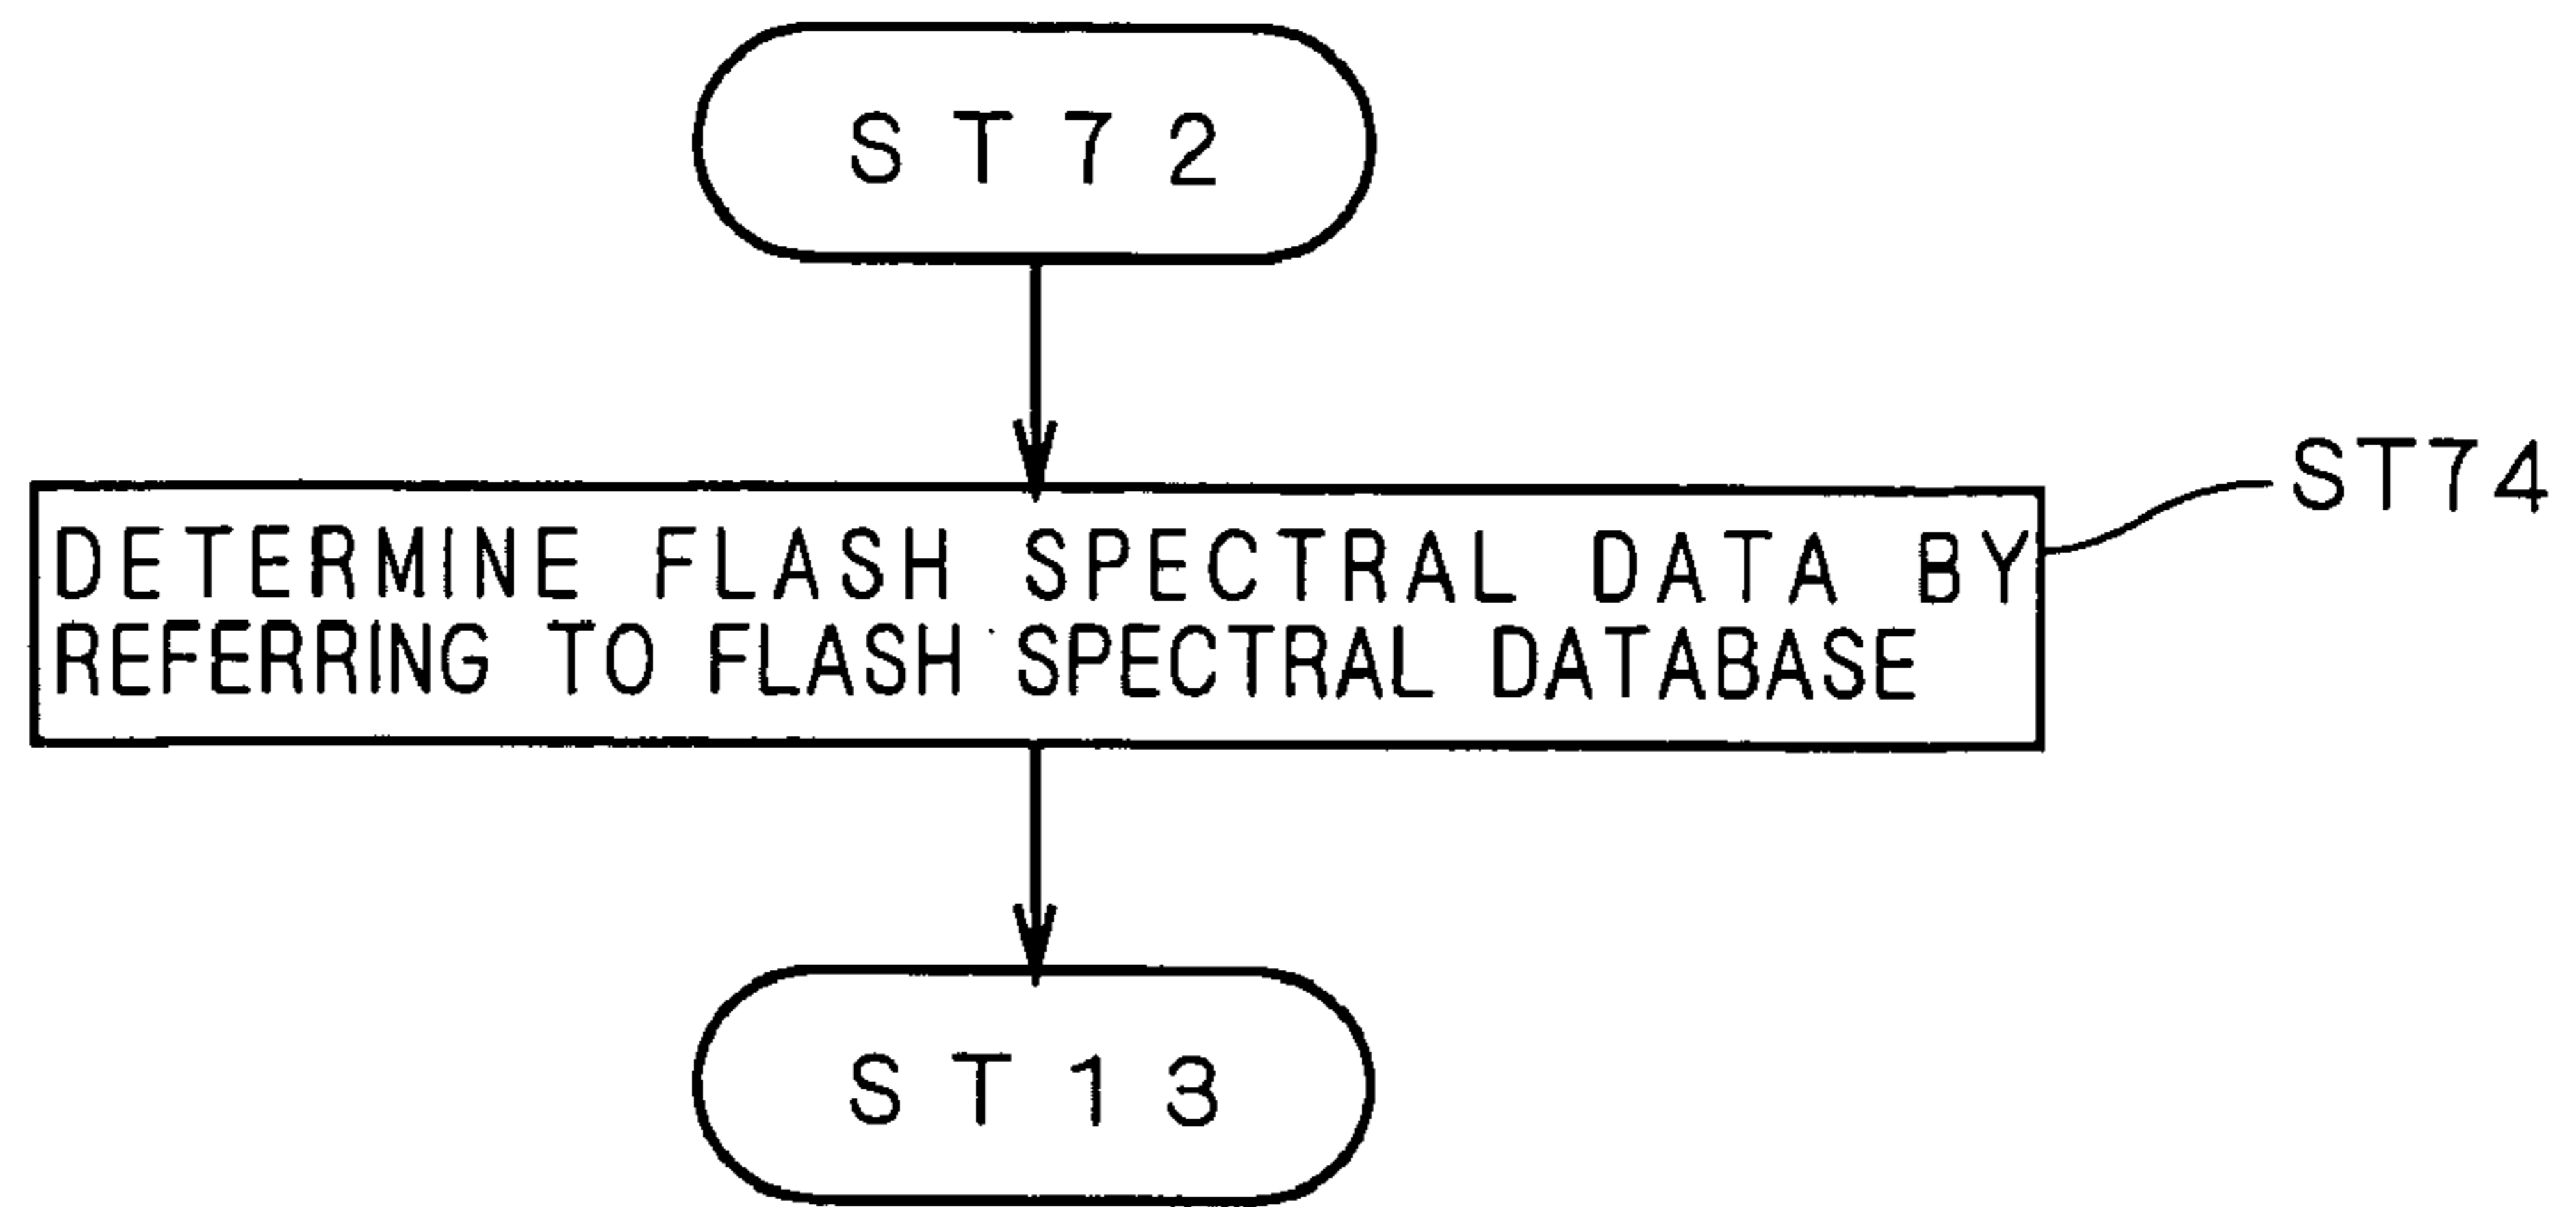 ST72
ST74
DETERMINE FLASH SPECTRAL DATA BY
REFERRING TO FLASH SPECTRAL DATABASE
ST13